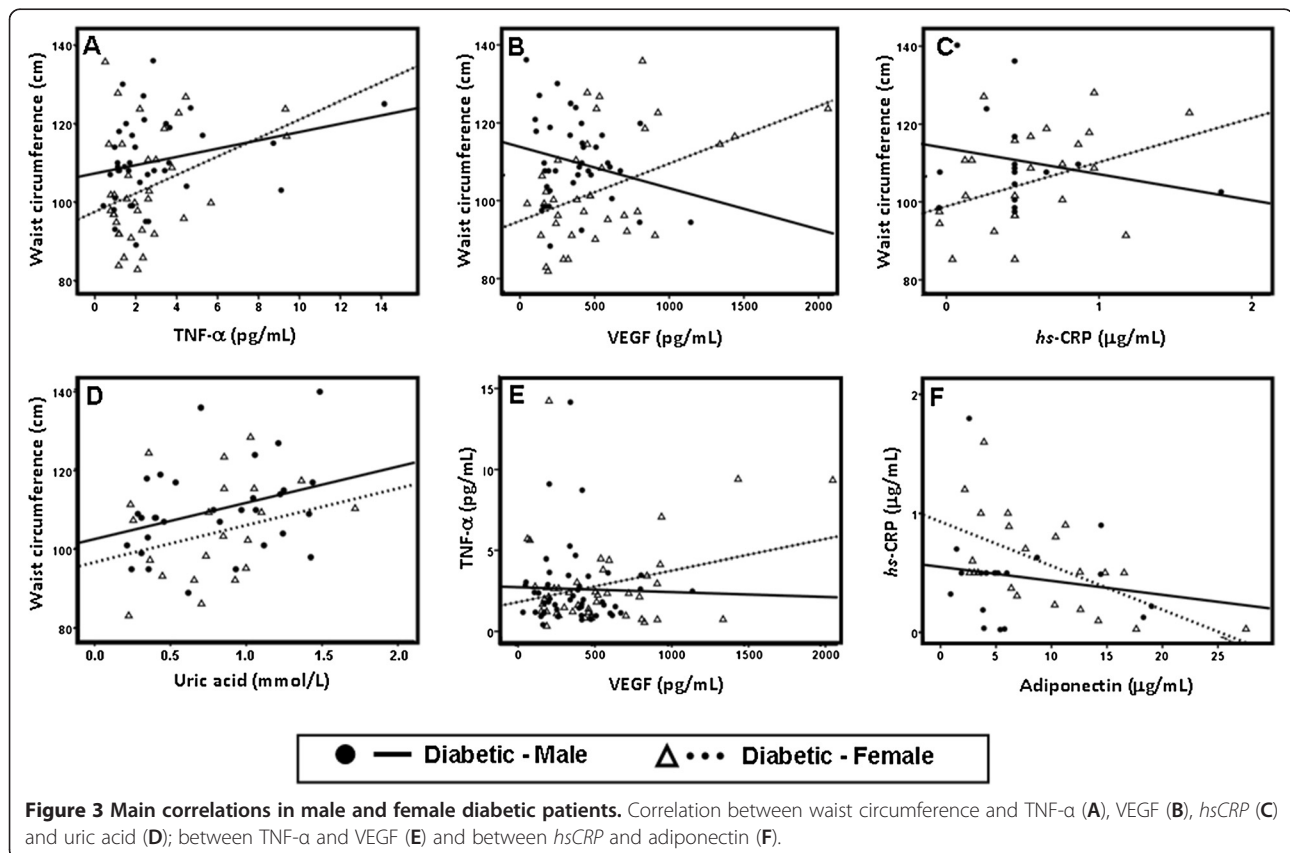 A
Waist circumference (cm)
140
120
100
80
0 2 4 6 8 10 12 14
TNF-α (pg/mL)
B
Waist circumference (cm)
140
120
100
80
0 500 1000 1500 2000
VEGF (pg/mL)
C
Waist circumference (cm)
140
120
100
80
0 1 2
hs-CRP (µg/mL)
D
Waist circumference (cm)
140
120
100
80
0.0 0.5 1.0 1.5 2.0
Uric acid (mmol/L)
E
TNF-α (pg/mL)
15
10
5
0
0 500 1000 1500 2000
VEGF (pg/mL)
F
hs-CRP (µg/mL)
2
1
0
0 5 10 15 20 25
Adiponectin (µg/mL)
Diabetic - Male Diabetic - Female
Figure 3 Main correlations in male and female diabetic patients. Correlation between waist circumference and TNF-α (A), VEGF (B), hsCRP (C)
and uric acid (D); between TNF-α and VEGF (E) and between hsCRP and adiponectin (F).